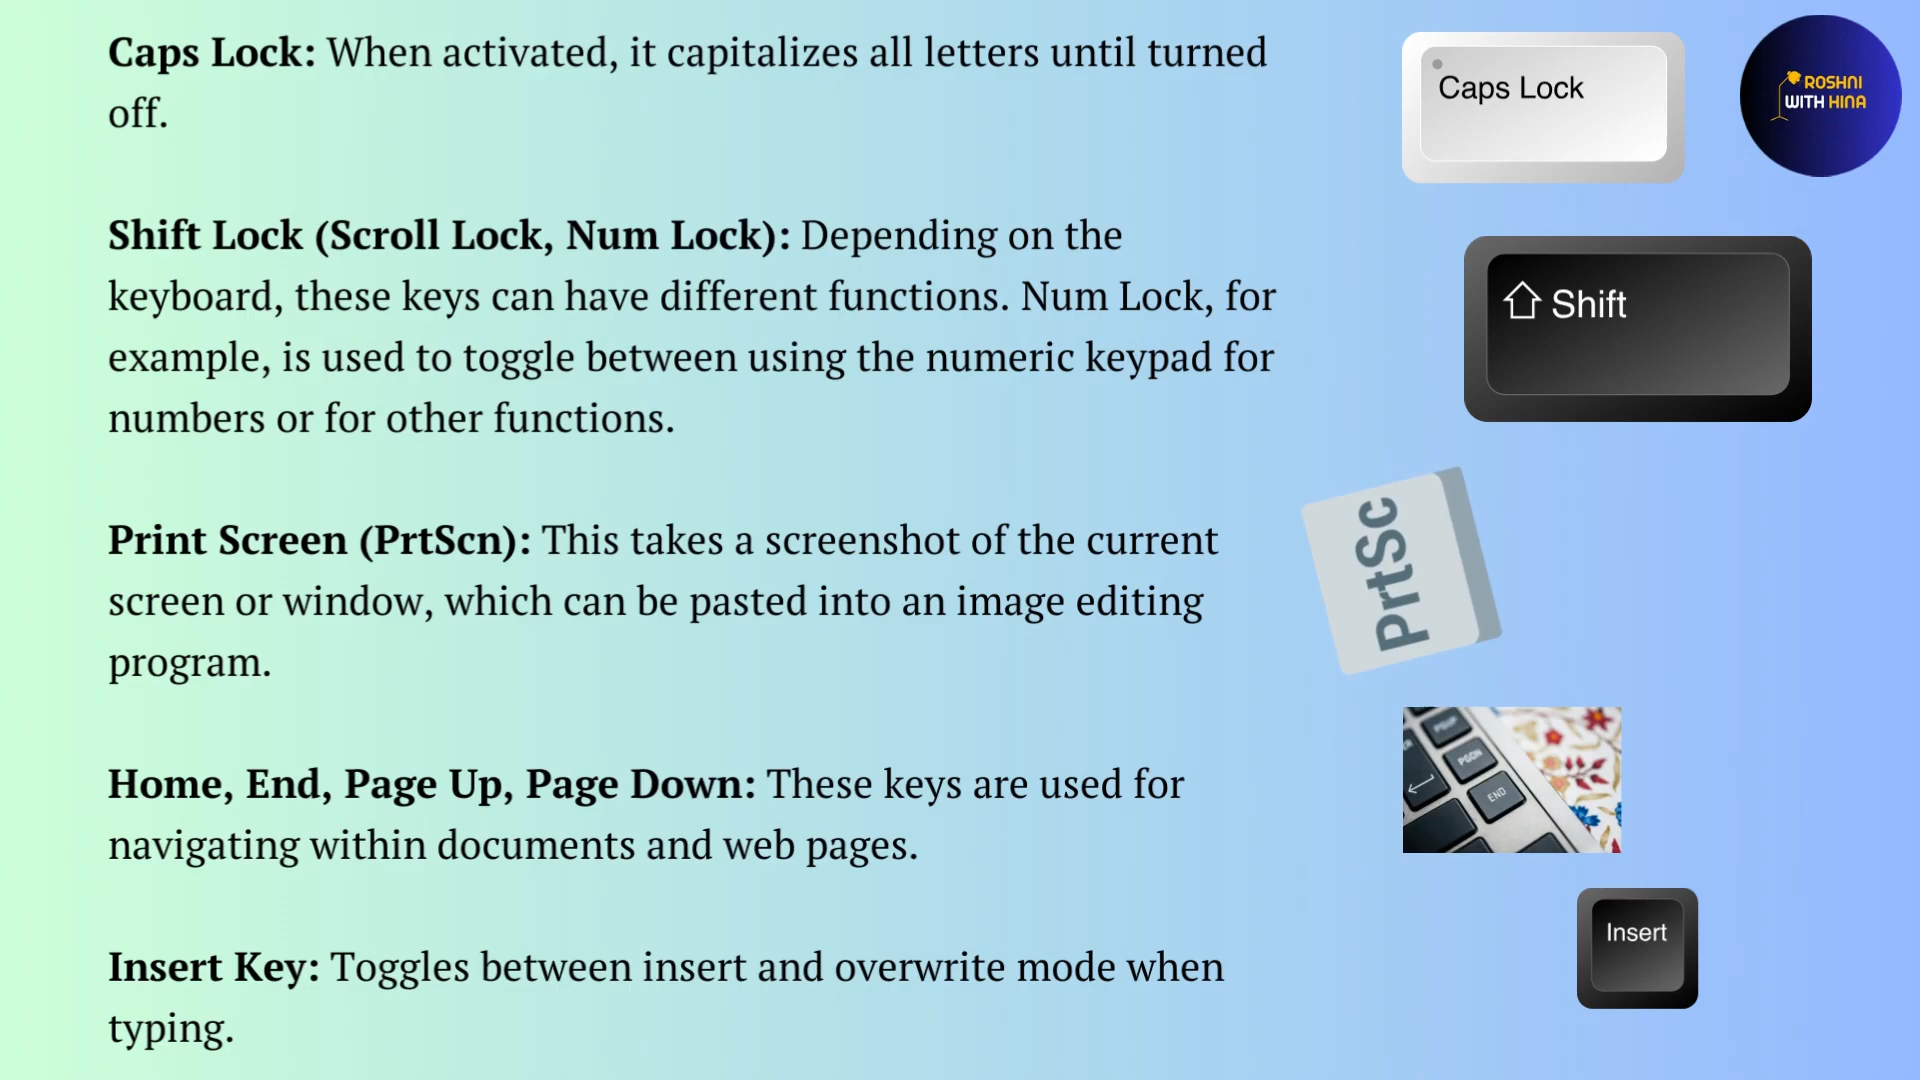 Caps Lock: When activated, it capitalizes all letters until turned
off.
Shift Lock (Scroll Lock, Num Lock): Depending on the
keyboard, these keys can have different functions. Num Lock, for
example, is used to toggle between using the numeric keypad for
numbers or for other functions.
Print Screen (PrtScn): This takes a screenshot of the current
screen or window, which can be pasted into an image editing
program.
Home, End, Page Up, Page Down: These keys are used for
navigating within documents and web pages.
Insert Key: Toggles between insert and overwrite mode when
typing.
Caps Lock
ROSHNI
WITH HINA
Shift
PrtSc
PGUP
PGDN
END
Insert